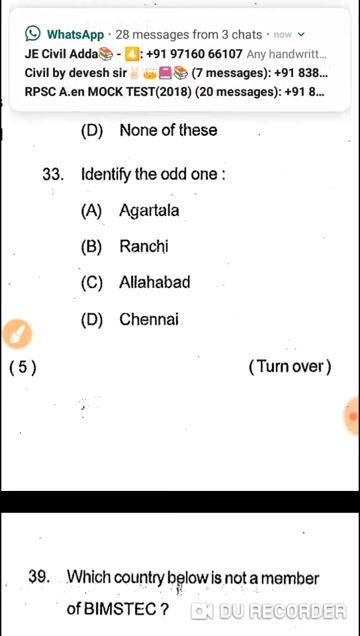 WhatsApp · 28 messages from 3 chats · now
JE Civil Adda📚 - 4️⃣: +91 97160 66107 Any handwritt...
Civil by devesh sir✌🏻👑📕📚 (7 messages): +91 838...
RPSC A.en MOCK TEST(2018) (20 messages): +91 8...
(D) None of these
33. Identify the odd one :
(A) Agartala
(B) Ranchi
(C) Allahabad
(D) Chennai
(5) (Turn over)
39. Which country below is not a member
of BIMSTEC ?
DU RECORDER